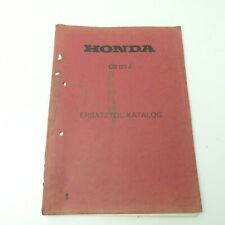 HONDA
CB 125 J
ERSATZTEIL KATALOG